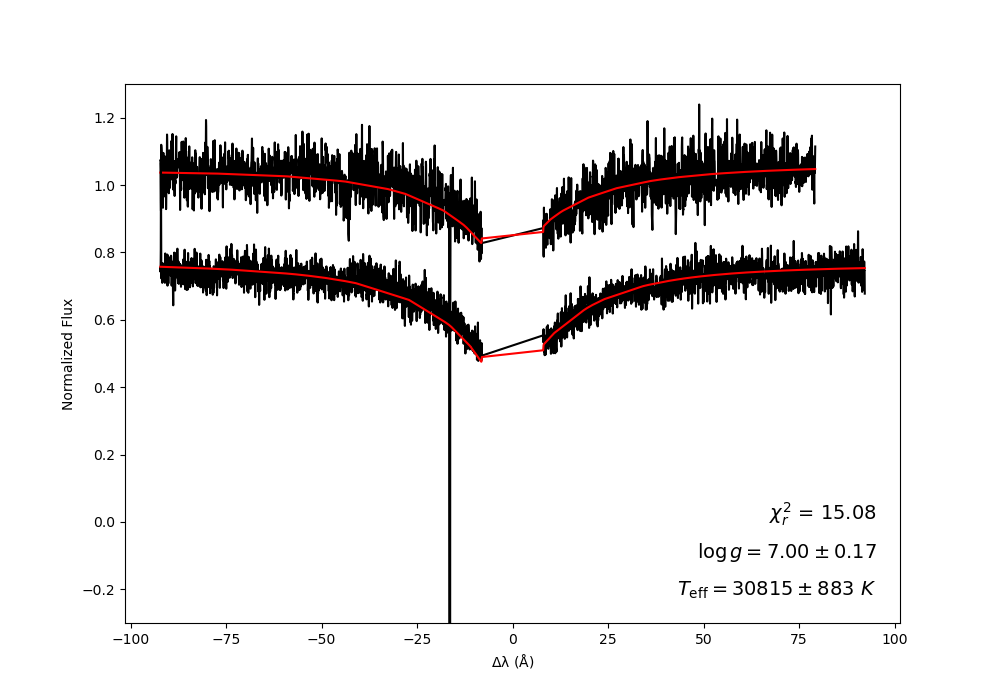 1.2
1.0
0.8
0.6
0.4
0.2
0.0
−0.2
Normalized Flux
χ_r^2 = 15.08
log g = 7.00 ± 0.17
T_eff = 30815 ± 883 K
−100 −75 −50 −25 0 25 50 75 100
Δλ (Å)